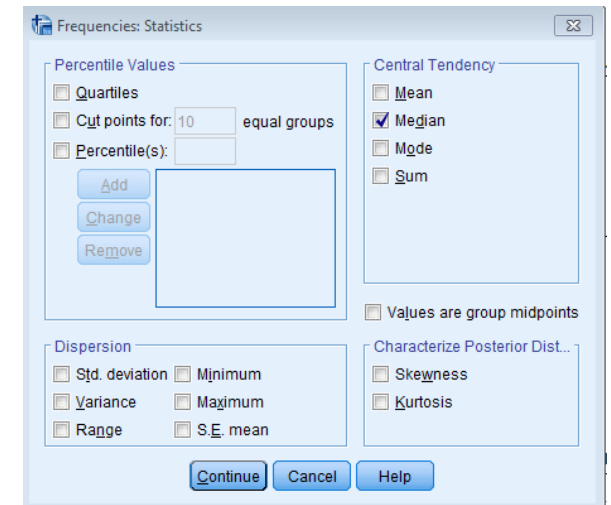 Frequencies: Statistics
Percentile Values
Quartiles
Cut points for: 10 equal groups
Percentile(s):
Add
Change
Remove
Central Tendency
Mean
Median
Mode
Sum
Values are group midpoints
Dispersion
Std. deviation Minimum
Variance Maximum
Range S.E. mean
Characterize Posterior Dist...
Skewness
Kurtosis
Continue Cancel Help